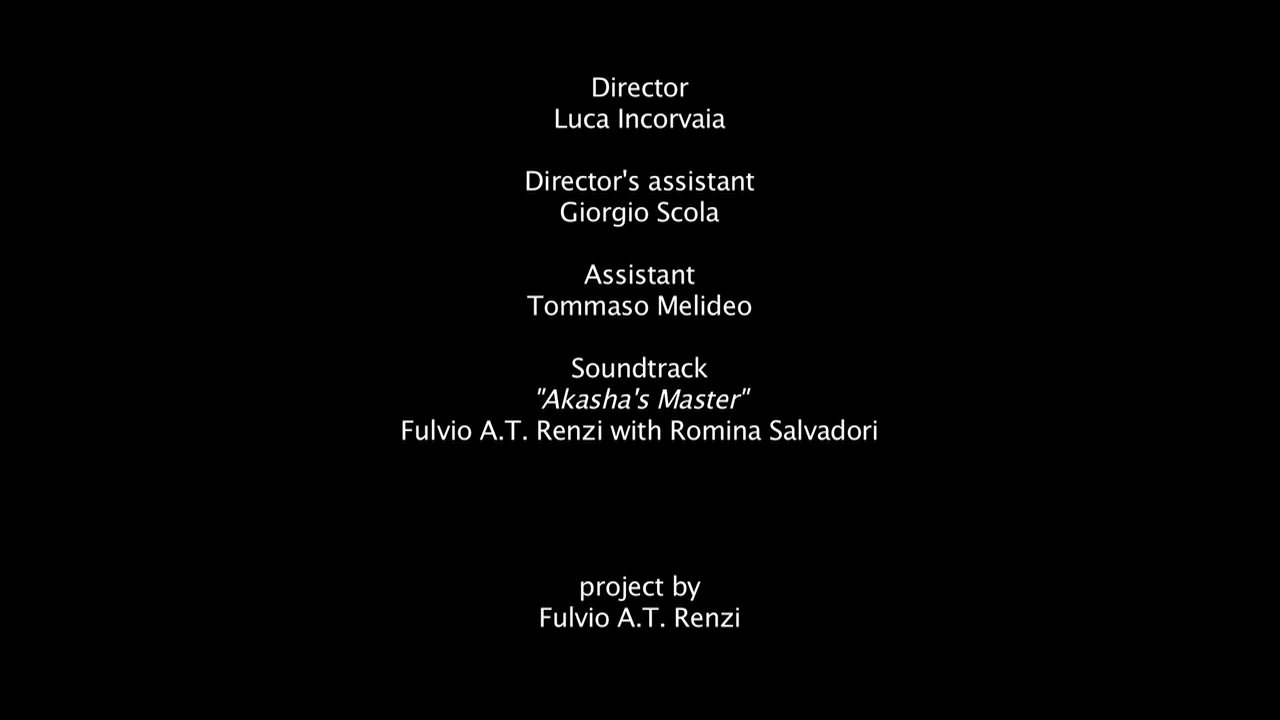 Director
Luca Incorvaia
Director's assistant
Giorgio Scola
Assistant
Tommaso Melideo
Soundtrack
"Akasha's Master"
Fulvio A.T. Renzi with Romina Salvadori
project by
Fulvio A.T. Renzi